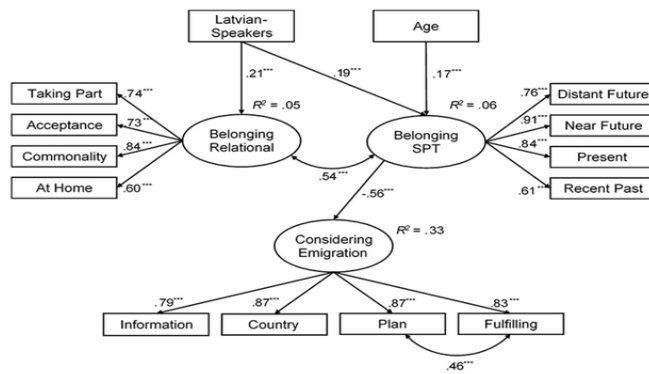 Latvian-
Speakers
Age
.21***
.19***
.17***
Taking Part
Acceptance
Commonality
At Home
.74***
.73***
.84***
.60***
R² = .05
Belonging
Relational
R² = .06
Belonging
SPT
.76***
.91***
.84***
.61***
Distant Future
Near Future
Present
Recent Past
.54***
-.56***
Considering
Emigration
R² = .33
.79***
.87***
.87***
.83***
Information
Country
Plan
Fulfilling
.46***